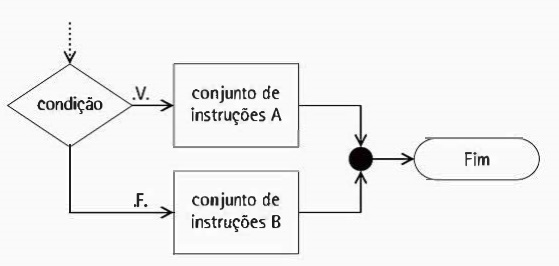 .V.
condição
conjunto de
instruções A
Fim
.F.
conjunto de
instruções B